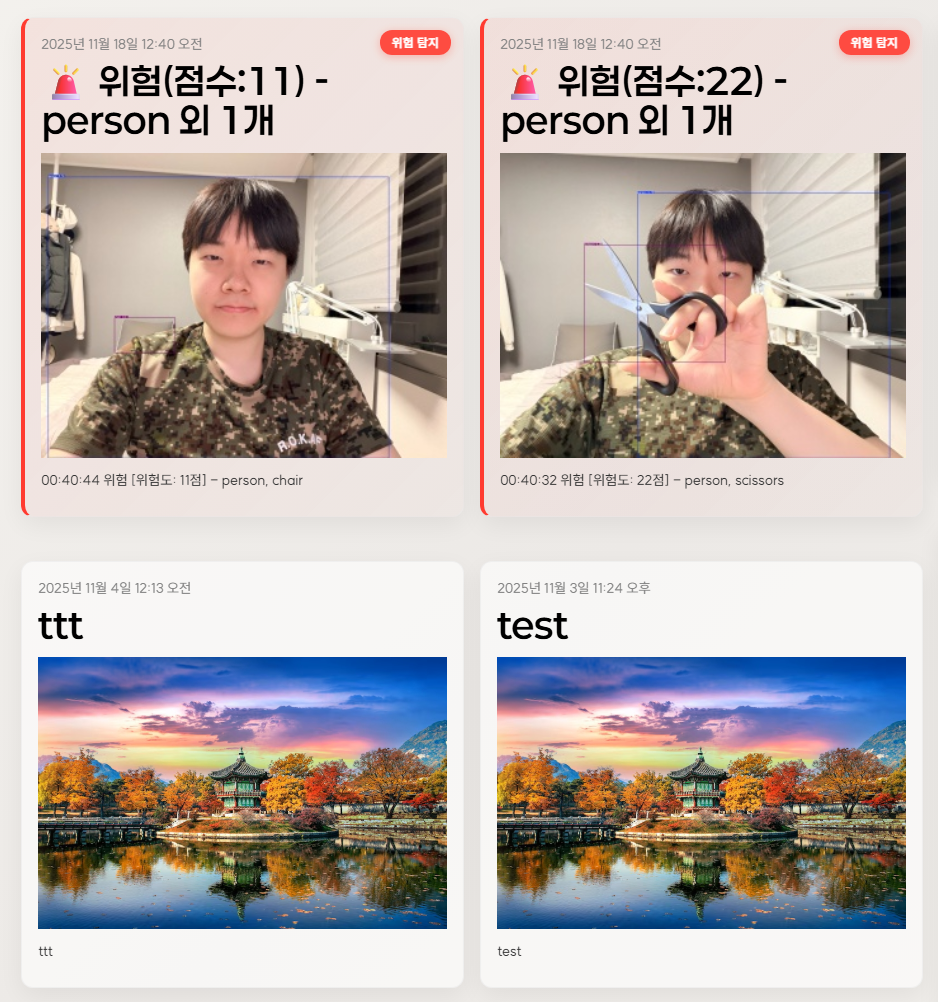 2025년 11월 18일 12:40 오전
위험 탐지
🚨 위험(점수:11) -
person 외 1개
R.O.K.
00:40:44 위험 [위험도: 11점] – person, chair
2025년 11월 18일 12:40 오전
위험 탐지
🚨 위험(점수:22) -
person 외 1개
00:40:32 위험 [위험도: 22점] – person, scissors
2025년 11월 4일 12:13 오전
ttt
ttt
2025년 11월 3일 11:24 오후
test
test